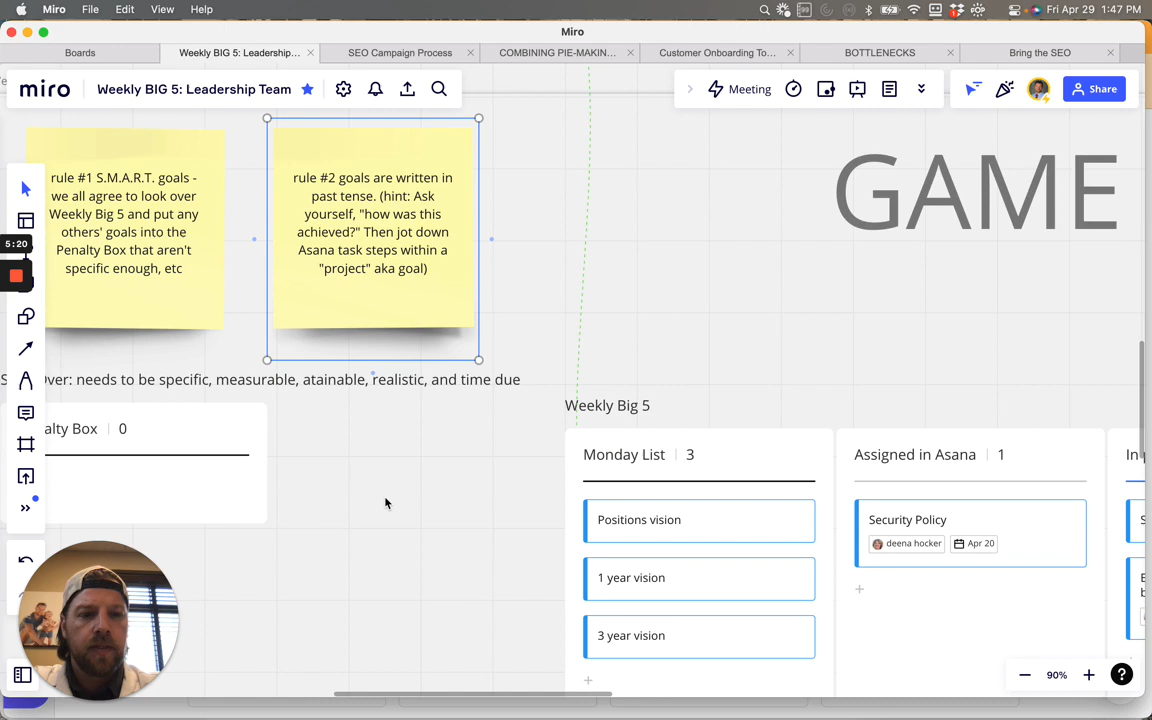 Miro File Edit View Window Help Fri Apr 29 1:47 PM
Miro
Boards Weekly BIG 5: Leadership... SEO Campaign Process COMBINING PIE-MAKIN... Customer Onboarding To... BOTTLENECKS Bring the SEO
miro Weekly BIG 5: Leadership Team Meeting Share
rule #1 S.M.A.R.T. goals -
we all agree to look over
Weekly Big 5 and put any
others' goals into the
Penalty Box that aren't
specific enough, etc
rule #2 goals are written in
past tense. (hint: Ask
yourself, "how was this
achieved?" Then jot down
Asana task steps within a
"project" aka goal)
GAME
5:20
Over: needs to be specific, measurable, atainable, realistic, and time due
alty Box 0
Weekly Big 5
Monday List 3
Positions vision
1 year vision
3 year vision
Assigned in Asana 1
Security Policy
deena hocker Apr 20
In
90%